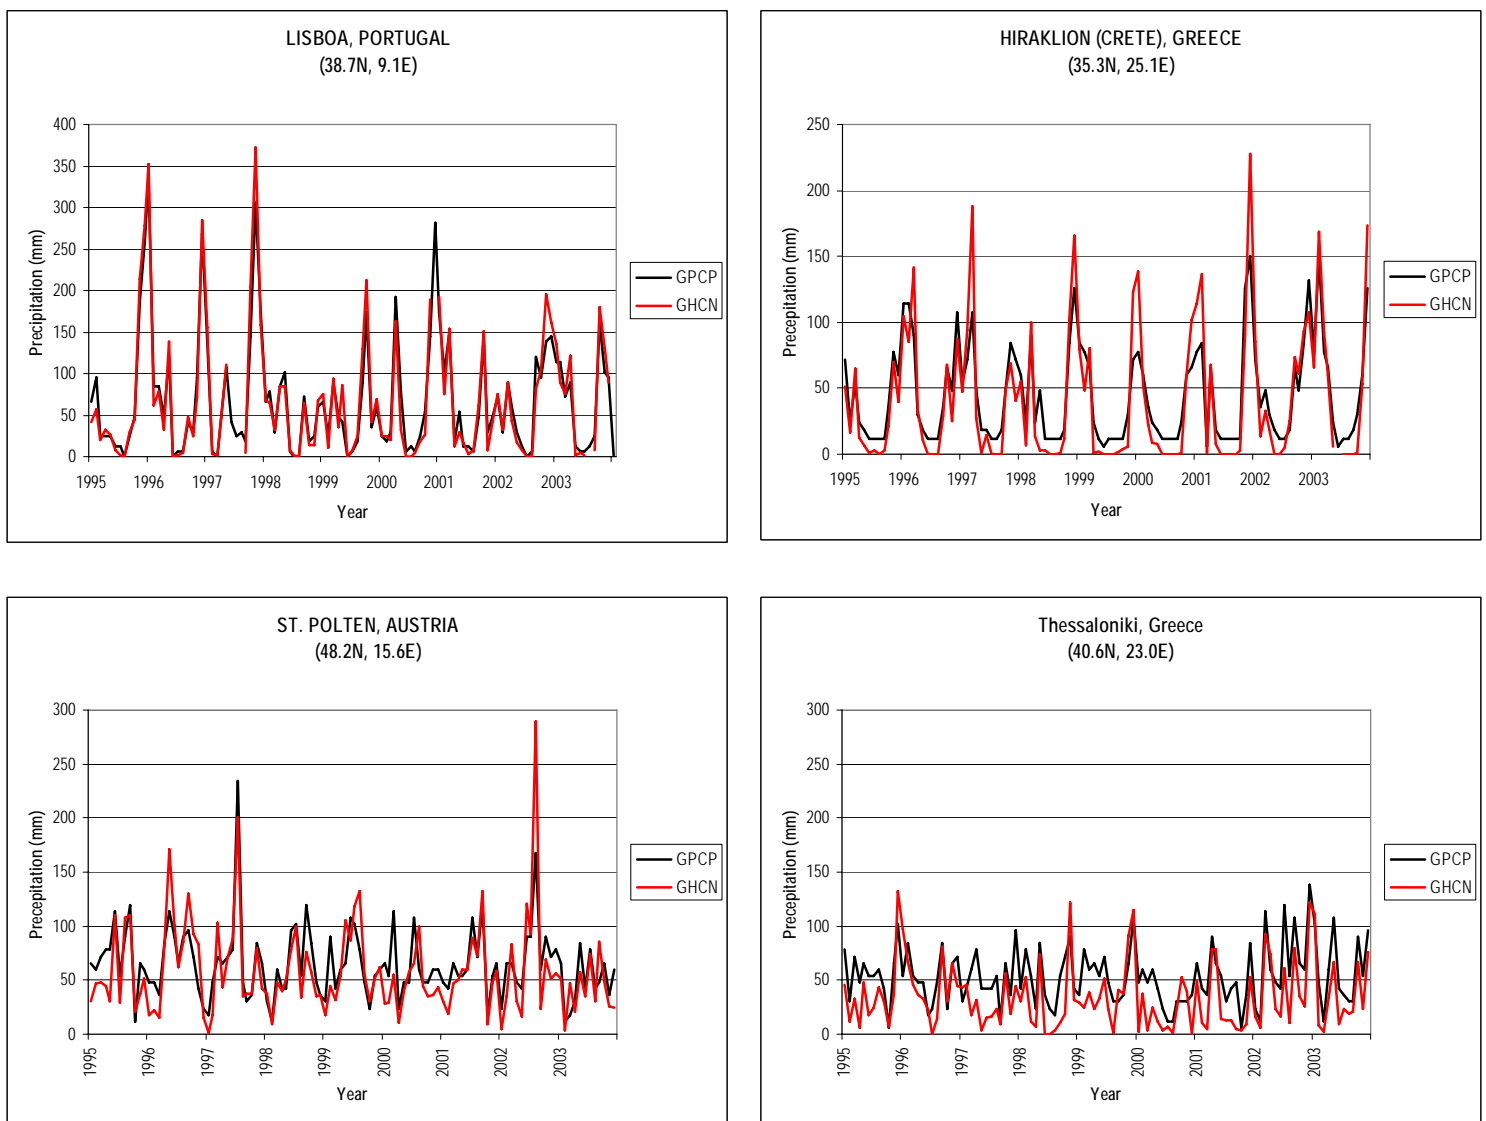 LISBOA, PORTUGAL
(38.7N, 9.1E)
400
350
300
250
200
150
100
50
0
Precipitation (mm)
1995 1996 1997 1998 1999 2000 2001 2002 2003
Year
GPCP
GHCN
HIRAKLION (CRETE), GREECE
(35.3N, 25.1E)
250
200
150
100
50
0
Precepitation (mm)
1995 1996 1997 1998 1999 2000 2001 2002 2003
Year
GPCP
GHCN
ST. POLTEN, AUSTRIA
(48.2N, 15.6E)
300
250
200
150
100
50
0
Precepitation (mm)
1995 1996 1997 1998 1999 2000 2001 2002 2003
Year
GPCP
GHCN
Thessaloniki, Greece
(40.6N, 23.0E)
300
250
200
150
100
50
0
Precepitation (mm)
1995 1996 1997 1998 1999 2000 2001 2002 2003
Year
GPCP
GHCN